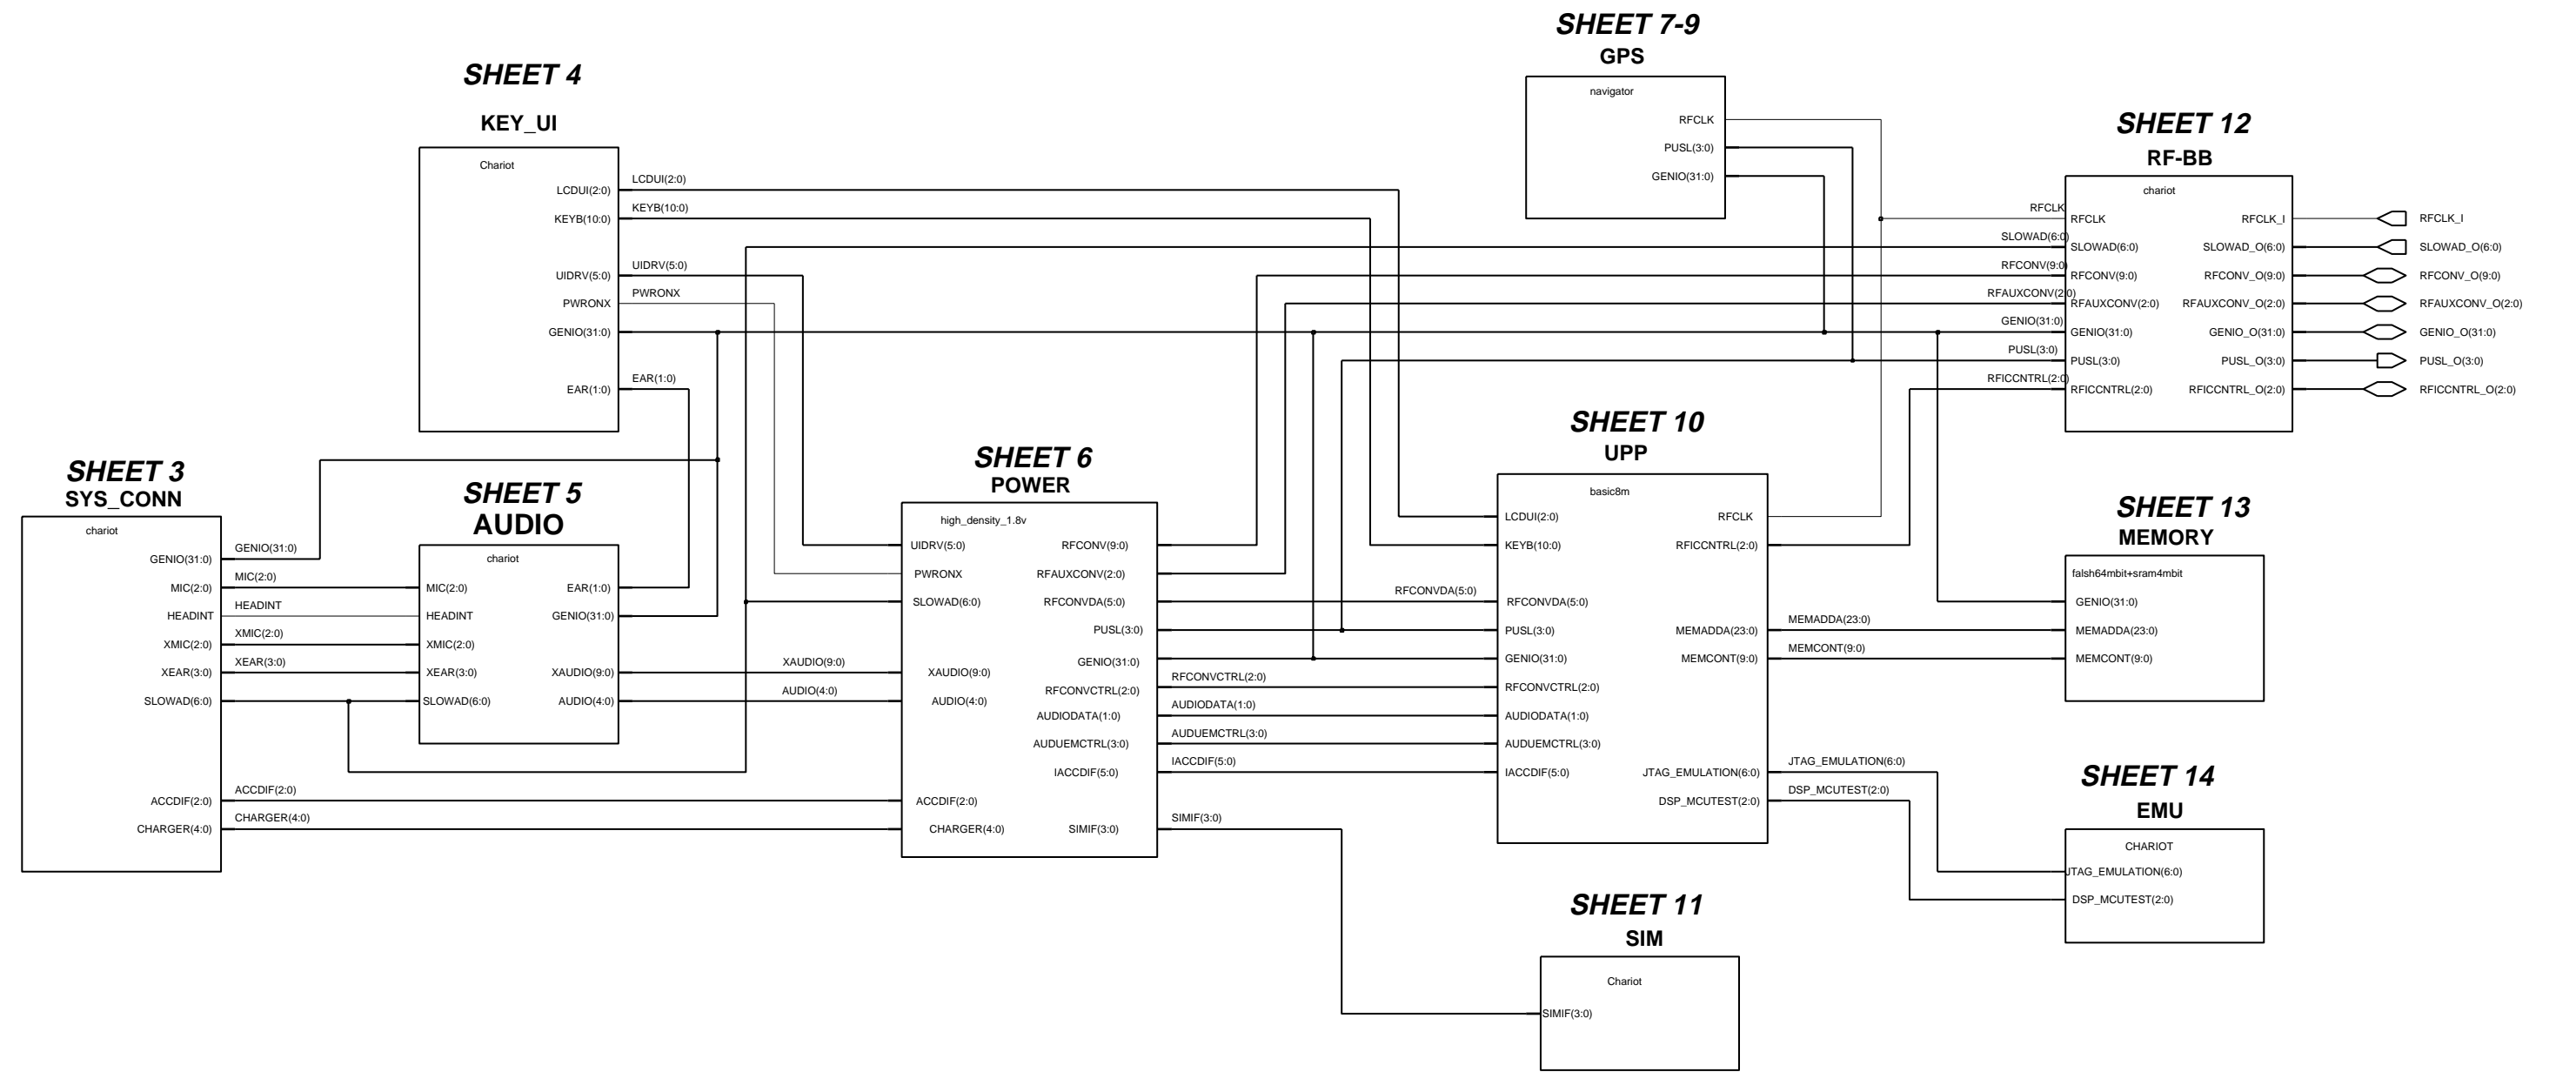 SHEET 7-9
GPS
navigator
RFCLK
PUSL(3:0)
GENIO(31:0)
SHEET 4
KEY_UI
Chariot
LCDUI(2:0)
KEYB(10:0)
UIDRV(5:0)
PWRONX
GENIO(31:0)
EAR(1:0)
LCDUI(2:0)
KEYB(10:0)
UIDRV(5:0)
PWRONX
EAR(1:0)
SHEET 12
RF-BB
chariot
RFCLK
SLOWAD(6:0)
RFCONV(9:0)
RFAUXCONV(2:0)
GENIO(31:0)
PUSL(3:0)
RFICCNTRL(2:0)
RFCLK
SLOWAD(6:0)
RFCONV(9:0)
RFAUXCONV(2:0)
GENIO(31:0)
PUSL(3:0)
RFICCNTRL(2:0)
RFCLK_I
SLOWAD_O(6:0)
RFCONV_O(9:0)
RFAUXCONV_O(2:0)
GENIO_O(31:0)
PUSL_O(3:0)
RFICCNTRL_O(2:0)
RFCLK_I
SLOWAD_O(6:0)
RFCONV_O(9:0)
RFAUXCONV_O(2:0)
GENIO_O(31:0)
PUSL_O(3:0)
RFICCNTRL_O(2:0)
SHEET 3
SYS_CONN
chariot
GENIO(31:0)
MIC(2:0)
HEADINT
XMIC(2:0)
XEAR(3:0)
SLOWAD(6:0)
ACCDIF(2:0)
CHARGER(4:0)
GENIO(31:0)
MIC(2:0)
HEADINT
XMIC(2:0)
XEAR(3:0)
ACCDIF(2:0)
CHARGER(4:0)
SHEET 5
AUDIO
chariot
MIC(2:0)
HEADINT
XMIC(2:0)
XEAR(3:0)
SLOWAD(6:0)
EAR(1:0)
GENIO(31:0)
XAUDIO(9:0)
AUDIO(4:0)
XAUDIO(9:0)
AUDIO(4:0)
SHEET 6
POWER
high_density_1.8v
UIDRV(5:0)
PWRONX
SLOWAD(6:0)
XAUDIO(9:0)
AUDIO(4:0)
ACCDIF(2:0)
CHARGER(4:0)
RFCONV(9:0)
RFAUXCONV(2:0)
RFCONVDA(5:0)
PUSL(3:0)
GENIO(31:0)
RFCONVCTRL(2:0)
AUDIODATA(1:0)
AUDUEMCTRL(3:0)
IACCDIF(5:0)
SIMIF(3:0)
RFCONVDA(5:0)
RFCONVCTRL(2:0)
AUDIODATA(1:0)
AUDUEMCTRL(3:0)
IACCDIF(5:0)
SIMIF(3:0)
SHEET 10
UPP
basic8m
LCDUI(2:0)
KEYB(10:0)
RFCONVDA(5:0)
PUSL(3:0)
GENIO(31:0)
RFCONVCTRL(2:0)
AUDIODATA(1:0)
AUDUEMCTRL(3:0)
IACCDIF(5:0)
RFCLK
RFICCNTRL(2:0)
MEMADDA(23:0)
MEMCONT(9:0)
JTAG_EMULATION(6:0)
DSP_MCUTEST(2:0)
MEMADDA(23:0)
MEMCONT(9:0)
JTAG_EMULATION(6:0)
DSP_MCUTEST(2:0)
SHEET 13
MEMORY
falsh64mbit+sram4mbit
GENIO(31:0)
MEMADDA(23:0)
MEMCONT(9:0)
SHEET 14
EMU
CHARIOT
JTAG_EMULATION(6:0)
DSP_MCUTEST(2:0)
SHEET 11
SIM
Chariot
SIMIF(3:0)